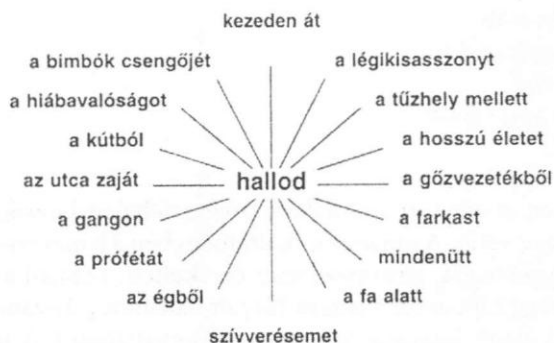 kezeden át
a bimbók csengőjét
a légikisasszonyt
a hiábavalóságot
a tűzhely mellett
a kútból
a hosszú életet
az utca zaját
hallod
a gőzvezetékből
a gangon
a farkast
a prófétát
mindenütt
az égből
a fa alatt
szívverésemet